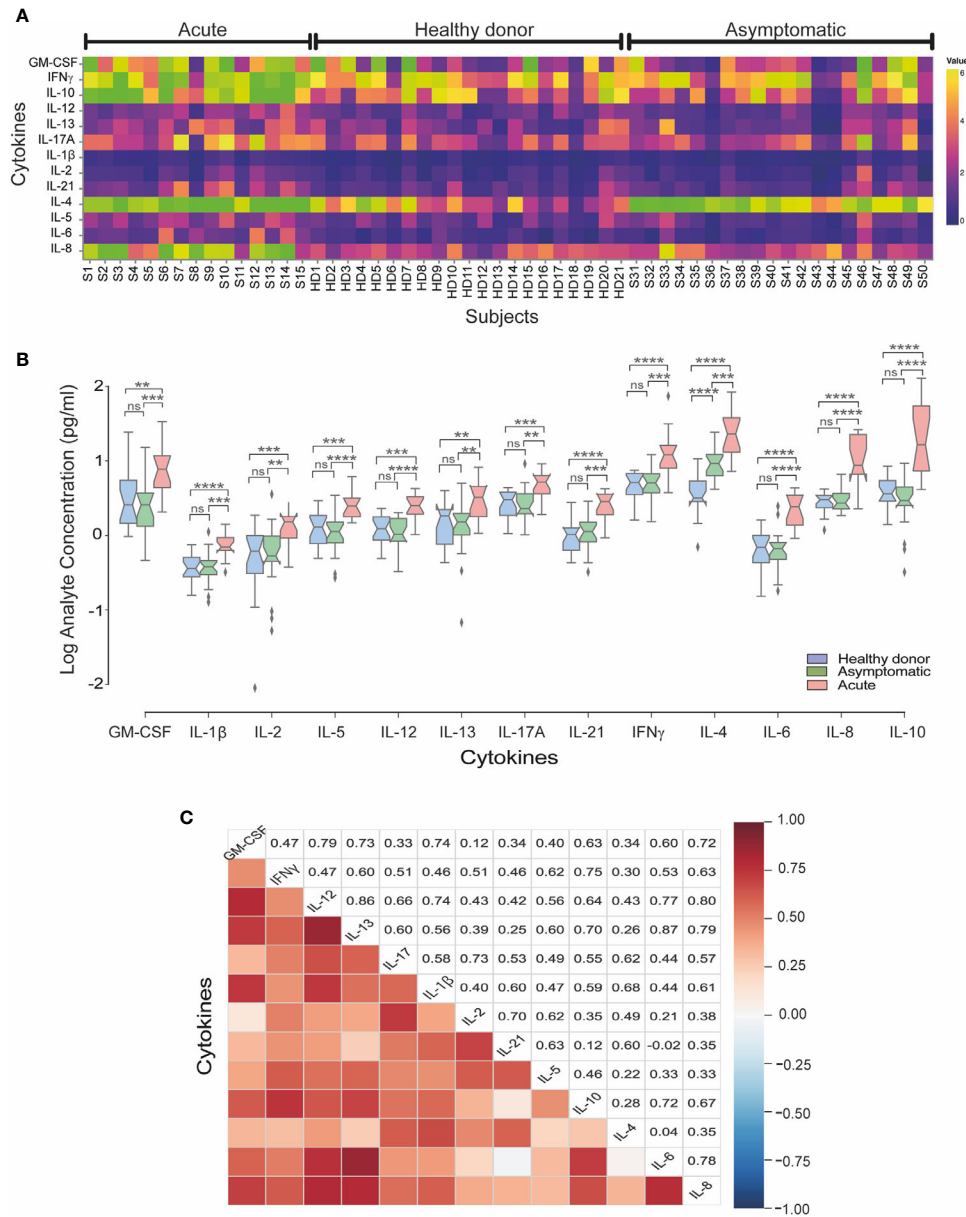 A
Acute Healthy donor Asymptomatic
Cytokines
GM-CSF
IFNγ
IL-10
IL-12
IL-13
IL-17A
IL-1β
IL-2
IL-21
IL-4
IL-5
IL-6
IL-8
Value
6
4
2
0
S1 S2 S3 S4 S5 S6 S7 S8 S9 S10 S11 S12 S13 S14 S15 HD1 HD2 HD3 HD4 HD5 HD6 HD7 HD8 HD9 HD10 HD11 HD12 HD13 HD14 HD15 HD16 HD17 HD18 HD19 HD20 HD21 S31 S32 S33 S34 S35 S36 S37 S38 S39 S40 S41 S42 S43 S44 S45 S46 S47 S48 S49 S50
Subjects
B
Log Analyte Concentration (pg/ml)
2
1
0
-1
-2
** ns ***
**** ns ***
*** ns **
*** ns ****
*** ns ****
** ns **
*** ns **
**** ns ***
**** ns ***
**** **** ***
**** ns ****
**** ns ****
**** ns ****
Healthy donor
Asymptomatic
Acute
GM-CSF IL-1β IL-2 IL-5 IL-12 IL-13 IL-17A IL-21 IFNγ IL-4 IL-6 IL-8 IL-10
Cytokines
C
Cytokines
GM-CSF 0.47 0.79 0.73 0.33 0.74 0.12 0.34 0.40 0.63 0.34 0.60 0.72
IFNγ 0.47 0.60 0.51 0.46 0.51 0.46 0.62 0.75 0.30 0.53 0.63
IL-12 0.86 0.66 0.74 0.43 0.42 0.56 0.64 0.43 0.77 0.80
IL-13 0.60 0.56 0.39 0.25 0.60 0.70 0.26 0.87 0.79
IL-17 0.58 0.73 0.53 0.49 0.55 0.62 0.44 0.57
IL-1β 0.40 0.60 0.47 0.59 0.68 0.44 0.61
IL-2 0.70 0.62 0.35 0.49 0.21 0.38
IL-21 0.63 0.12 0.60 -0.02 0.35
IL-5 0.46 0.22 0.33 0.33
IL-10 0.28 0.72 0.67
IL-4 0.04 0.35
IL-6 0.78
IL-8
1.00
0.75
0.50
0.25
0.00
−0.25
−0.50
−0.75
−1.00